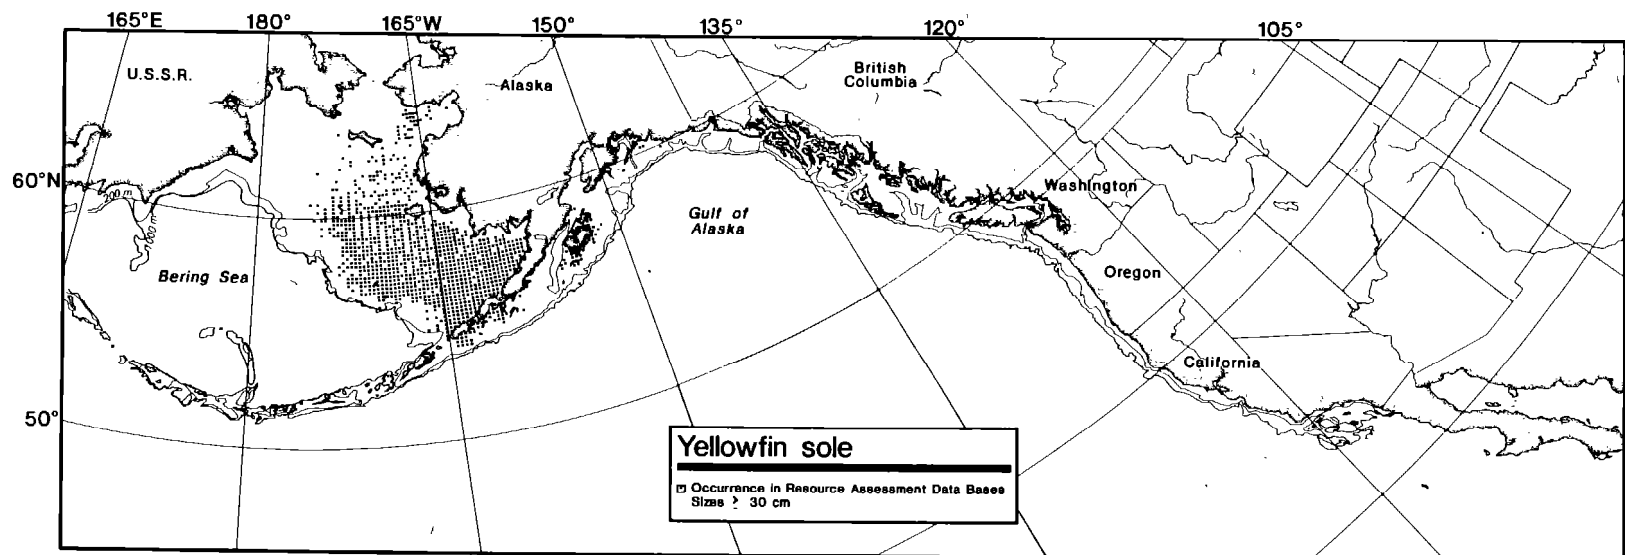 165°E 180° 165°W 150° 135° 120° 105°
U.S.S.R.
Alaska
British
Columbia
60°N
Washington
Gulf of
Alaska
Bering Sea
Oregon
California
50°
Yellowfin sole
Occurrence in Resource Assessment Data Bases
Sizes ≥ 30 cm